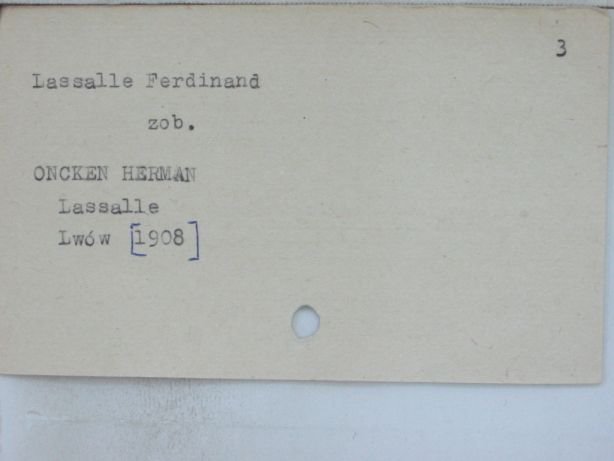 3
Lassalle Ferdinand
zob.
ONCKEN HERMAN
Lassalle
Lwów [1908]